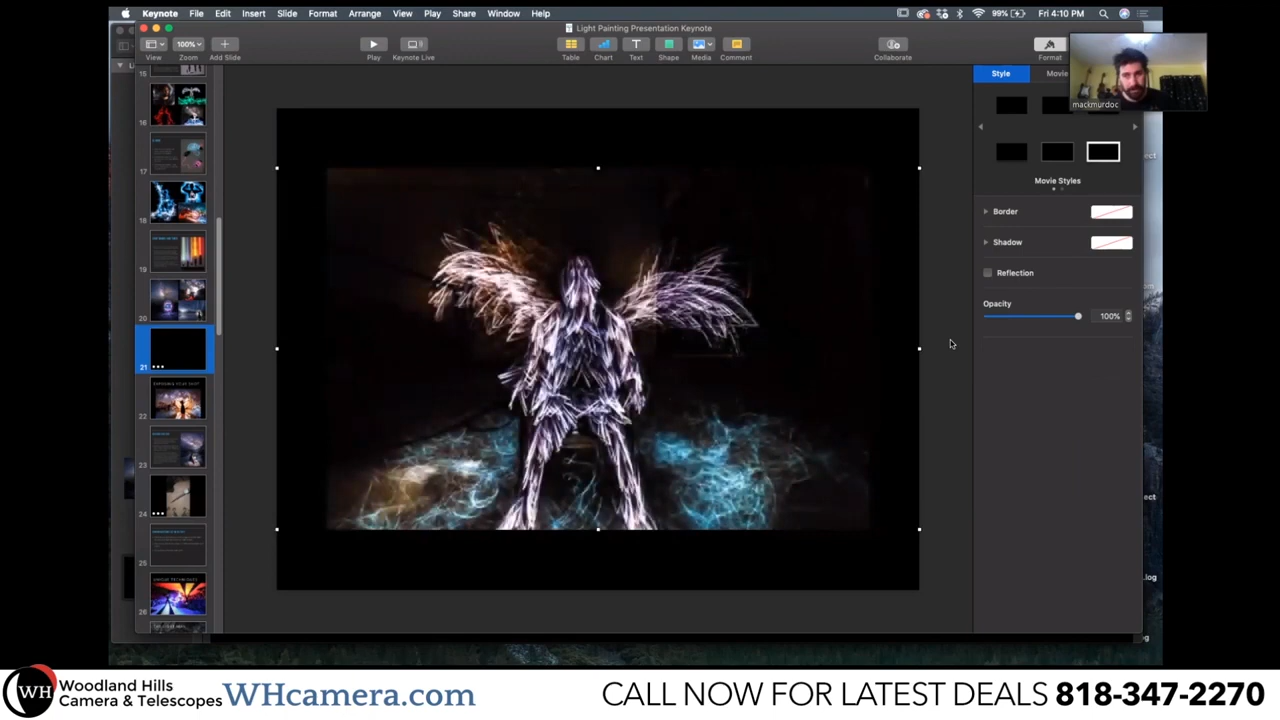 Keynote File Edit Insert Slide Format Arrange View Play Share Window Help
99% Fri 4:10 PM
Light Painting Presentation Keynote
100%
View Zoom Add Slide Play Keynote Live Table Chart Text Shape Media Comment Collaborate Format
Style Movie
mackmurdoc
Movie Styles
Border
Shadow
Reflection
Opacity
100%
15
16
17
18
19
20
21
22
23
24
25
26
WH
Woodland Hills
Camera & Telescopes
WHcamera.com
CALL NOW FOR LATEST DEALS 818-347-2270